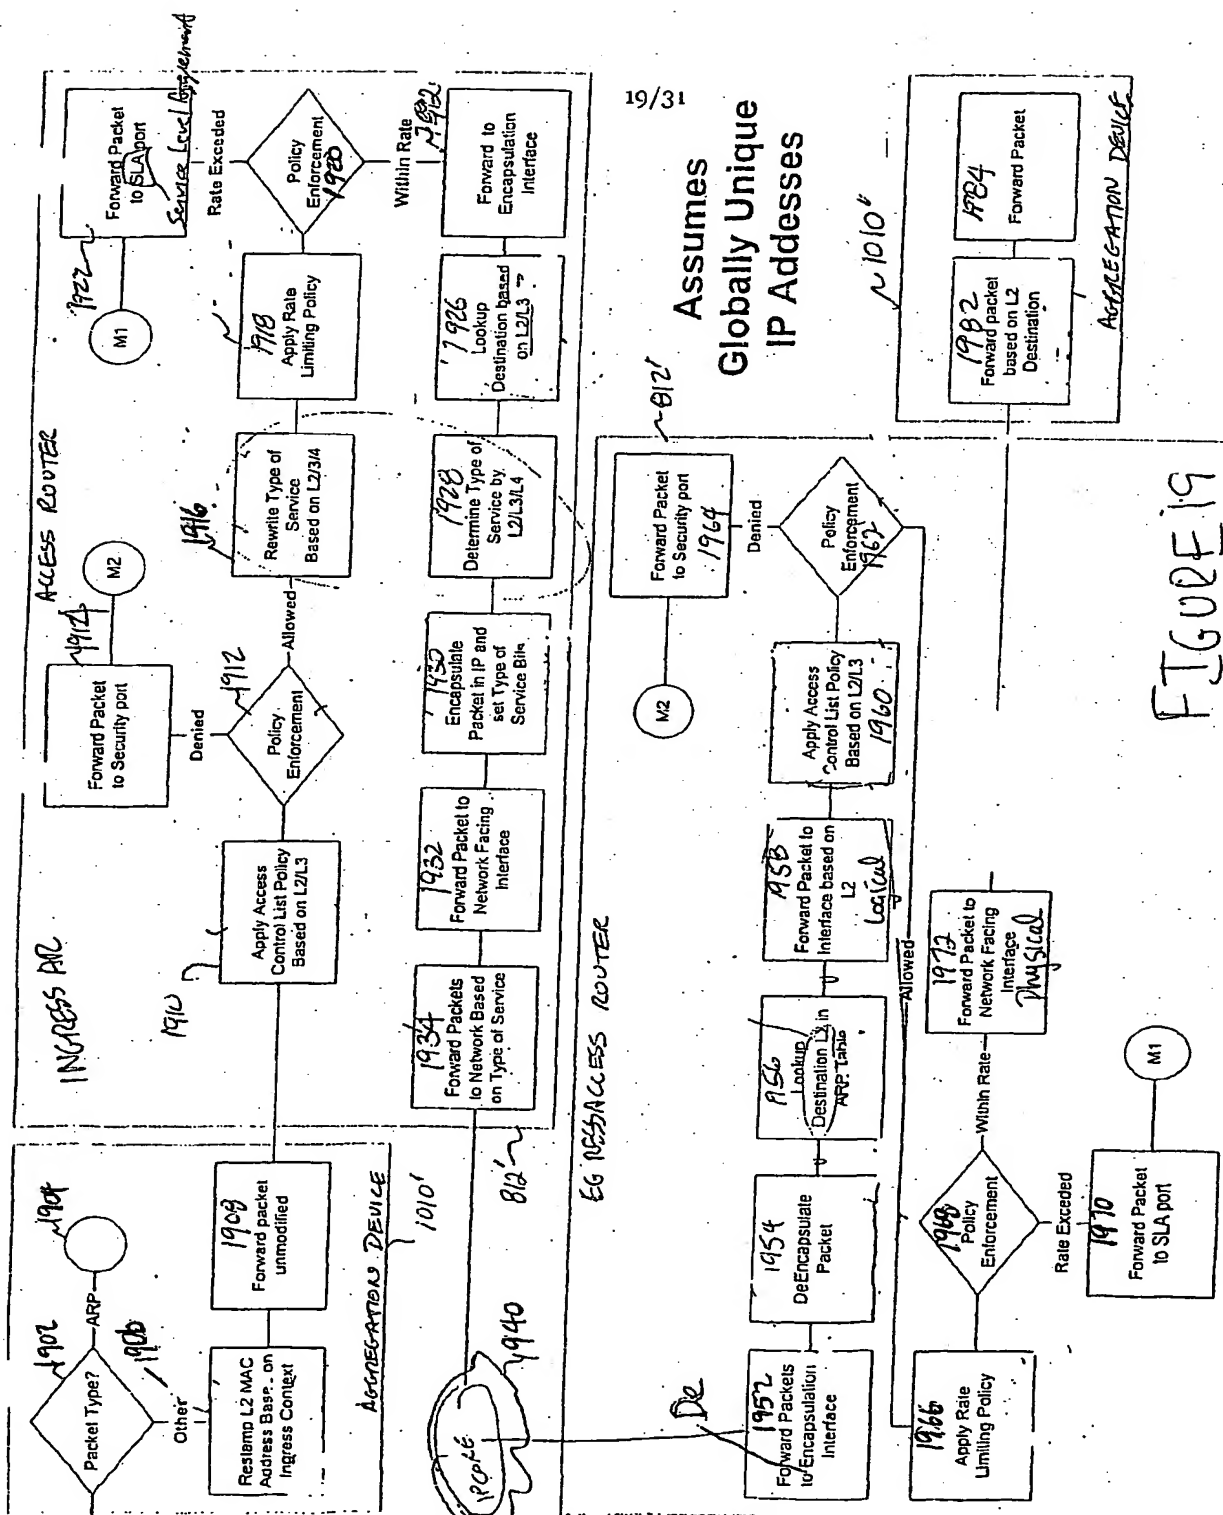 19/31
Assumes
Globally Unique
IP Addesses
INGRESS AR
ACCESS ROUTER
1902
Packet Type?
ARP
1904
1906
Other
Restamp L2 MAC
Address Base.. on
Ingress Context
1908
Forward packet
unmodified
AGGREGATION DEVICE
1010'
1910
Apply Access
Control List Policy
Based on L2/L3
1912
Policy
Enforcement
Denied
1914
Forward Packet
to Security port
M2
Allowed
1916
Rewrite Type of
Service
Based on L2/3/4
1918
Apply Rate
Limiting Policy
Policy
Enforcement
1920
Rate Exceded
1922
Forward Packet
to SLA port
Service Level Agreement
M1
Within Rate
Forward to
Encapsulation
Interface
1926
Lookup
Destination based
on L2/L3
1928
Determine Type of
Service by
L2/L3/L4
1930
Encapsulate
Packet in IP and
set Type of
Service Bits
1932
Forward Packet to
Network Facing
Interface
1934
Forward Packets
to Network Based
on Type of Service
812'
IPCORE
1940
EGRESS ACCESS ROUTER
812'
De
1952
Forward Packets
to Encapsulation
Interface
1954
DeEncapsulate
Packet
1956
Lookup
Destination L2 in
ARP Table
1958
Forward Packet to
Interface based on
L2
Logical
Apply Access
Control List Policy
Based on L2/L3
1960
Policy
Enforcement
1962
Denied
Forward Packet
to Security port
1964
M2
Allowed
1966
Apply Rate
Limiting Policy
1968
Policy
Enforcement
Rate Exceeded
1970
Forward Packet
to SLA port
M1
Within Rate
1972
Forward Packet to
Network Facing
Interface
Physical
1010'
1982
Forward packet
based on L2
Destination
1984
Forward Packet
AGGREGATION DEVICE
FIGURE 19